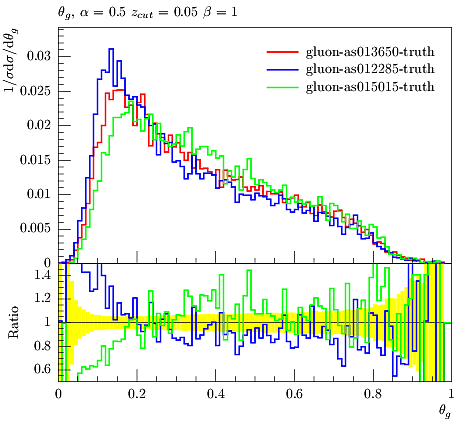 θg, α = 0.5 zcut = 0.05 β = 1
1/σdσ/dθg
0.03
0.025
0.02
0.015
0.01
0.005
0
gluon-as013650-truth
gluon-as012285-truth
gluon-as015015-truth
Ratio
1.4
1.2
1
0.8
0.6
0 0.2 0.4 0.6 0.8 1
θg